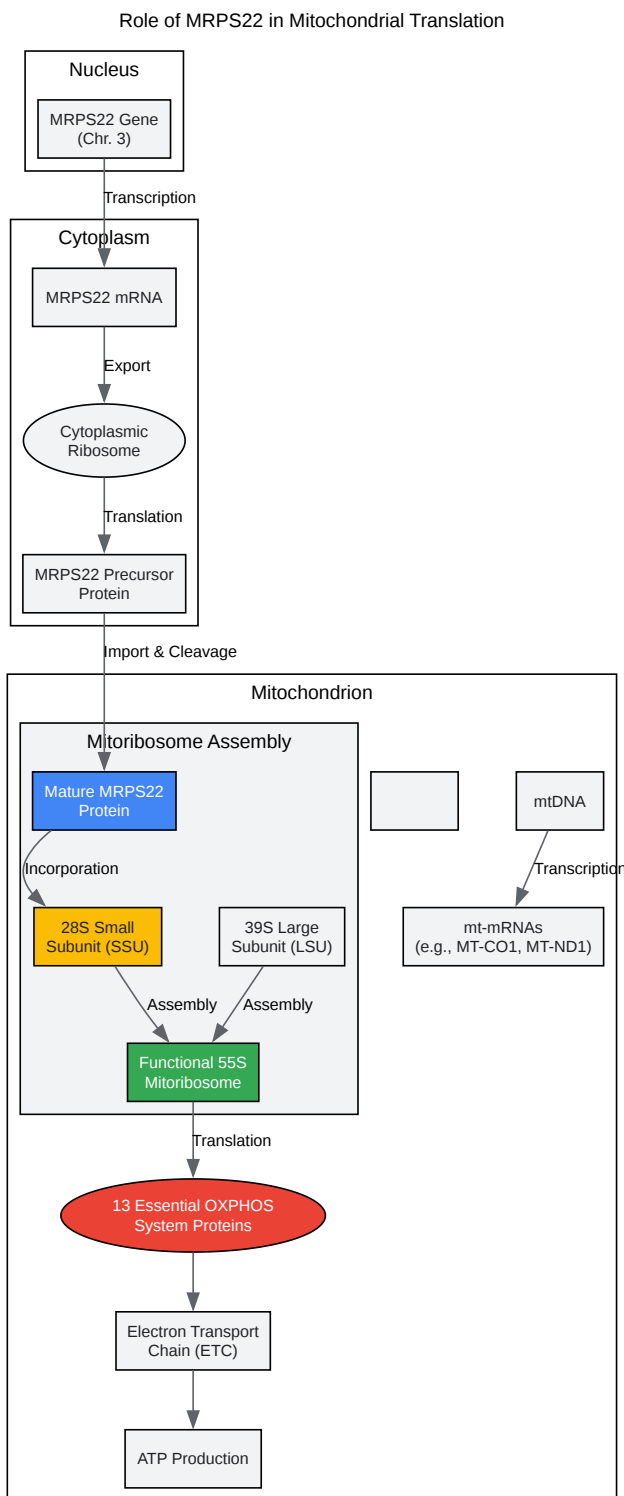 Role of MRPS22 in Mitochondrial Translation
Nucleus
MRPS22 Gene
(Chr. 3)
Transcription
Cytoplasm
MRPS22 mRNA
Export
Cytoplasmic
Ribosome
Translation
MRPS22 Precursor
Protein
Import & Cleavage
Mitochondrion
Mitoribosome Assembly
Mature MRPS22
Protein
mtDNA
Incorporation
Transcription
28S Small
Subunit (SSU)
39S Large
Subunit (LSU)
mt-mRNAs
(e.g., MT-CO1, MT-ND1)
Assembly
Assembly
Functional 55S
Mitoribosome
Translation
13 Essential OXPHOS
System Proteins
Electron Transport
Chain (ETC)
ATP Production